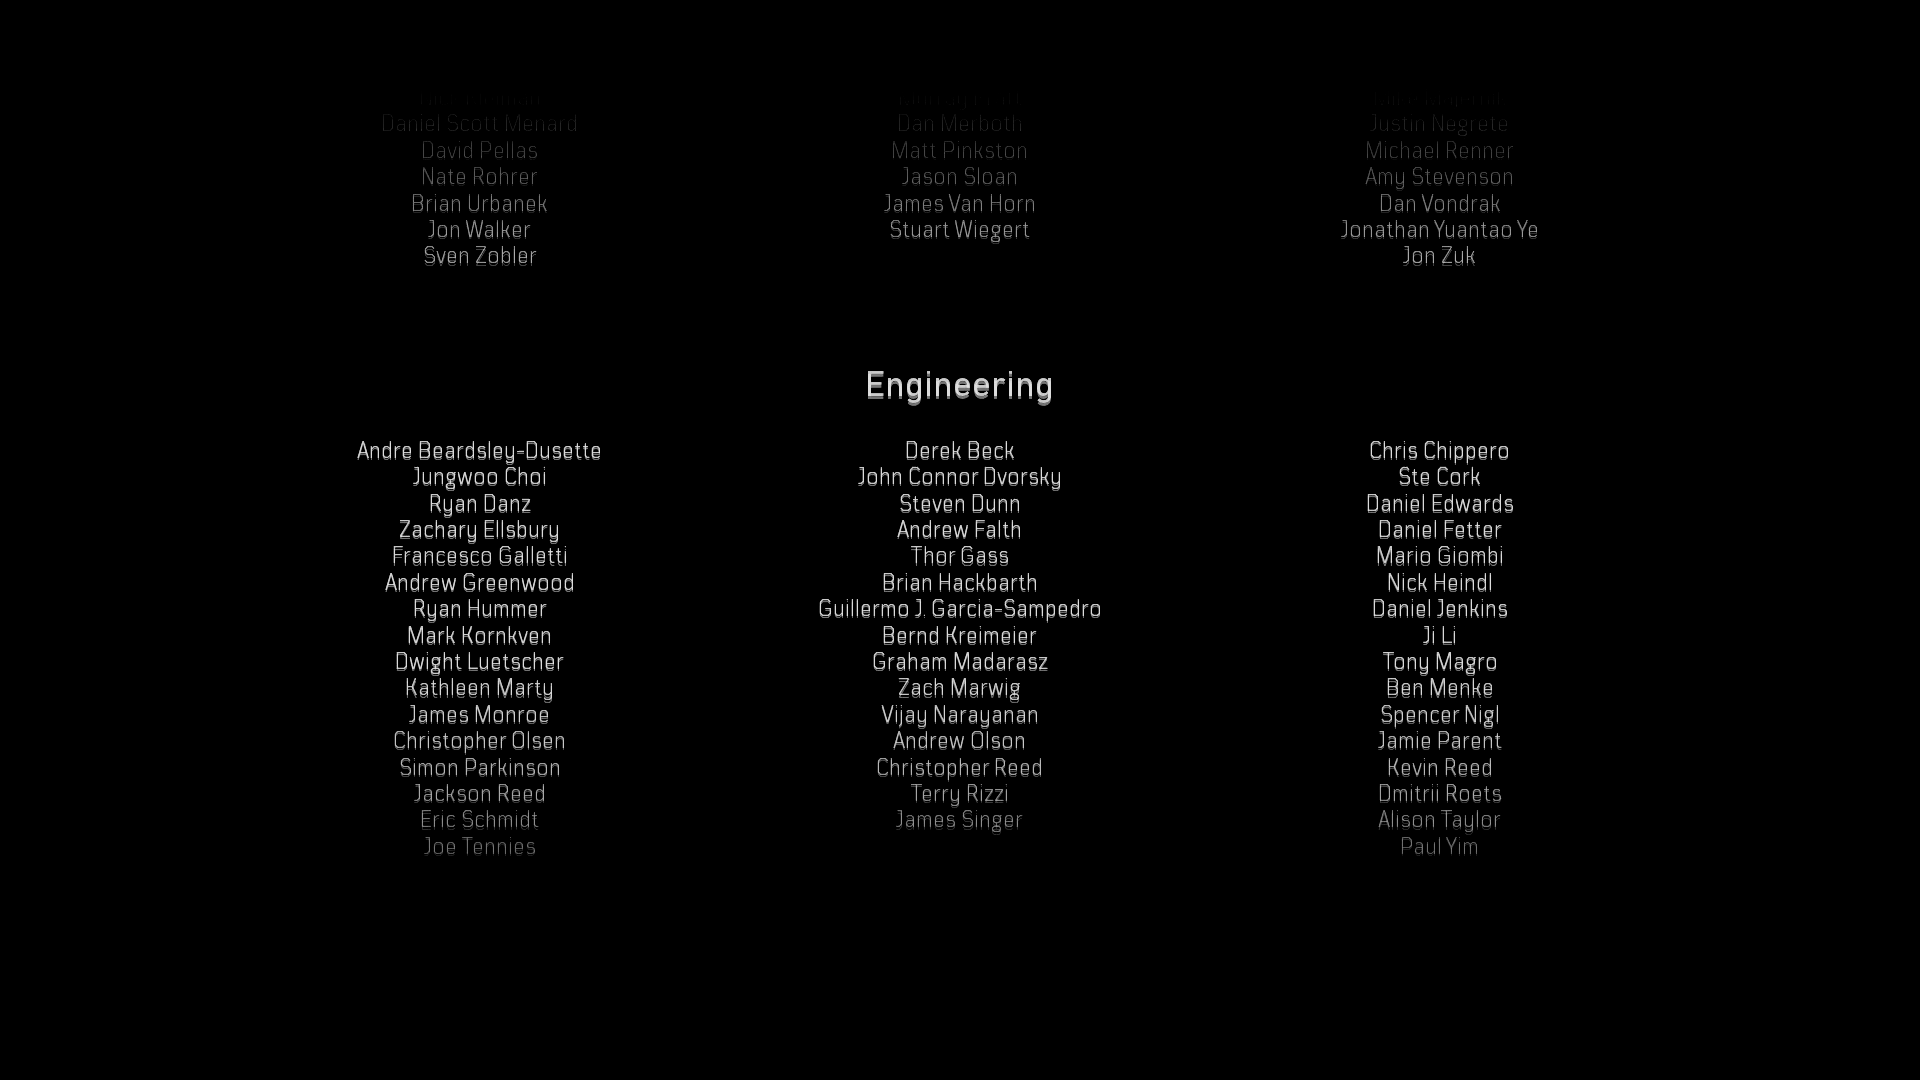 Daniel Scott Menard Dan Merboth Justin Negrete
David Pellas Matt Pinkston Michael Renner
Nate Rohrer Jason Sloan Amy Stevenson
Brian Urbanek James Van Horn Dan Vondrak
Jon Walker Stuart Wiegert Jonathan Yuantao Ye
Sven Zobler Jon Zuk
Engineering
Andre Beardsley-Dusette Derek Beck Chris Chippero
Jungwoo Choi John Connor Dvorsky Ste Cork
Ryan Danz Steven Dunn Daniel Edwards
Zachary Ellsbury Andrew Falth Daniel Fetter
Francesco Galletti Thor Gass Mario Giombi
Andrew Greenwood Brian Hackbarth Nick Heindl
Ryan Hummer Guillermo J. Garcia-Sampedro Daniel Jenkins
Mark Kornkven Bernd Kreimeier Ji Li
Dwight Luetscher Graham Madarasz Tony Magro
Kathleen Marty Zach Marwig Ben Menke
James Monroe Vijay Narayanan Spencer Nigl
Christopher Olsen Andrew Olson Jamie Parent
Simon Parkinson Christopher Reed Kevin Reed
Jackson Reed Terry Rizzi Dmitrii Roets
Eric Schmidt James Singer Alison Taylor
Joe Tennies Paul Yim